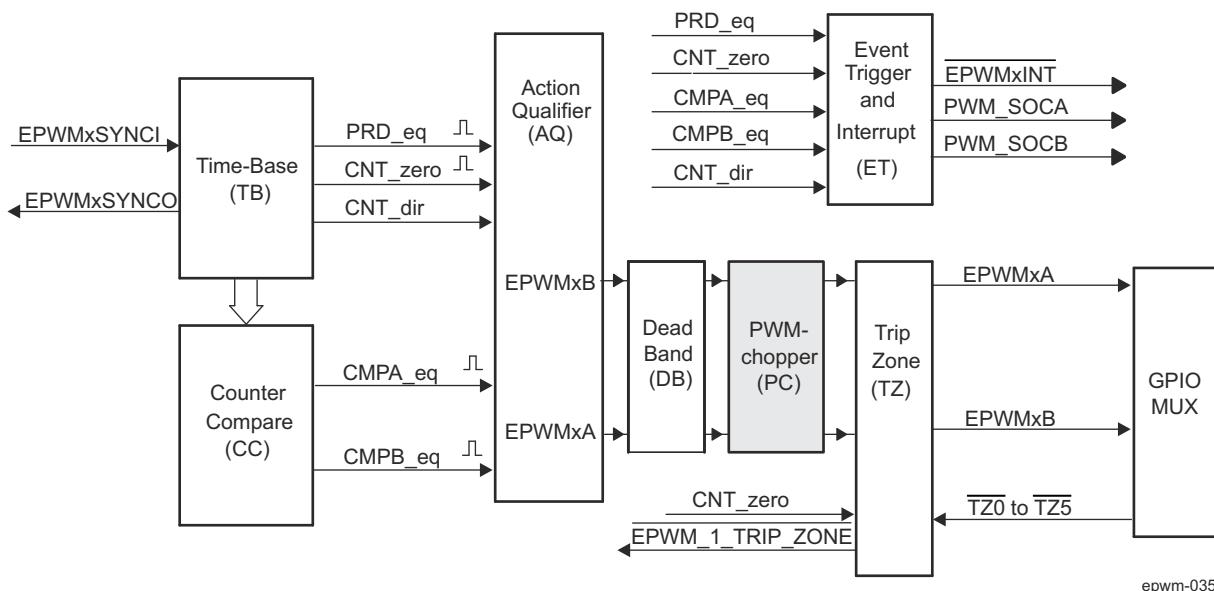 EPWMxSYNCI
EPWMxSYNCO
Time-Base
(TB)
PRD_eq
CNT_zero
CNT_dir
Counter
Compare
(CC)
CMPA_eq
CMPB_eq
Action
Qualifier
(AQ)
EPWMxB
EPWMxA
PRD_eq
CNT_zero
CMPA_eq
CMPB_eq
CNT_dir
Event
Trigger
and
Interrupt
(ET)
EPWMxINT
PWM_SOCA
PWM_SOCB
Dead
Band
(DB)
PWM-
chopper
(PC)
Trip
Zone
(TZ)
CNT_zero
EPWM_1_TRIP_ZONE
EPWMxA
EPWMxB
TZ0 to TZ5
GPIO
MUX
epwm-035